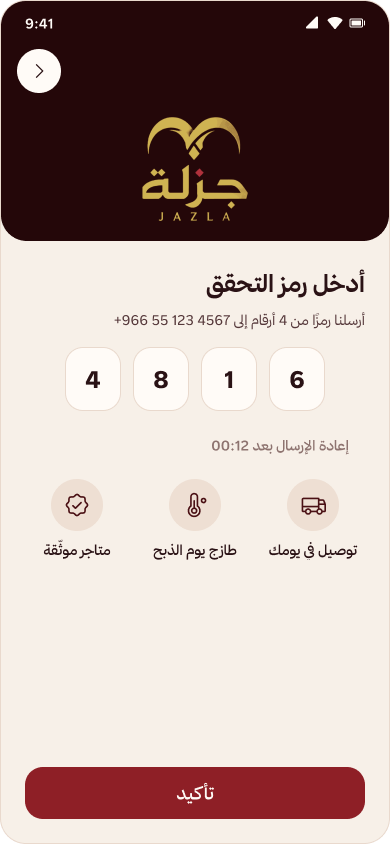 9:41
جزلة
JAZLA
أدخل رمز التحقق
أرسلنا رمزًا من 4 أرقام إلى 4567 123 55 966+
4 8 1 6
إعادة الإرسال بعد 00:12
توصيل في يومك
طازج يوم الذبح
متاجر موثّقة
تأكيد